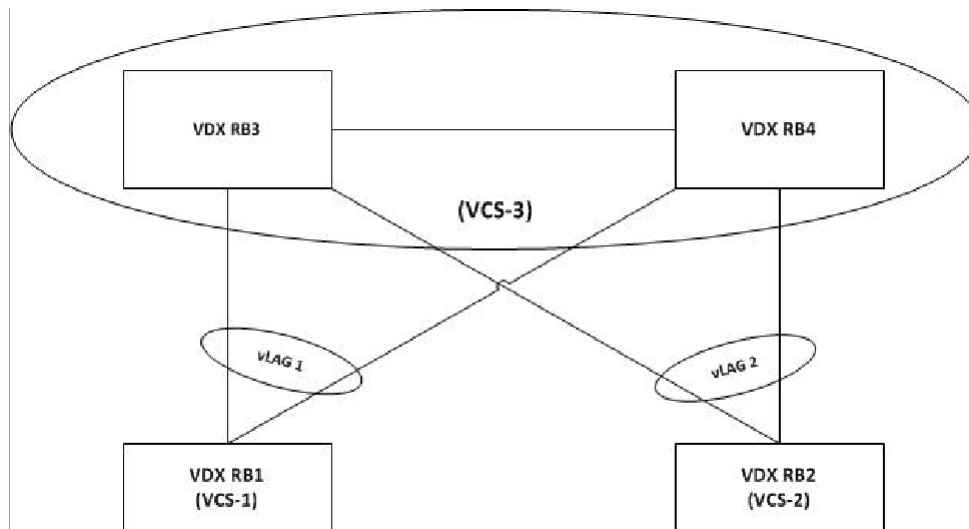 VDX RB3
VDX RB4
(VCS-3)
vLAG 1
vLAG 2
VDX RB1
(VCS-1)
VDX RB2
(VCS-2)